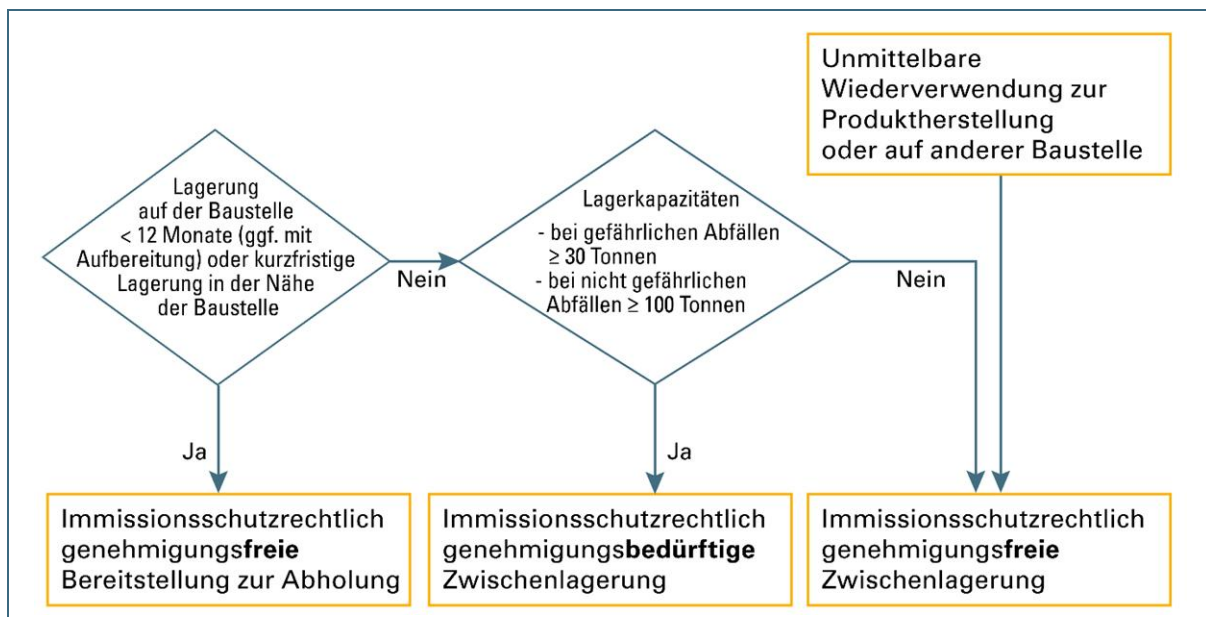 Unmittelbare
Wiederverwendung zur
Produktherstellung
oder auf anderer Baustelle
Lagerung
auf der Baustelle
< 12 Monate (ggf. mit
Aufbereitung) oder kurzfristige
Lagerung in der Nähe
der Baustelle
Nein
Lagerkapazitäten
- bei gefährlichen Abfällen
≥ 30 Tonnen
- bei nicht gefährlichen
Abfällen ≥ 100 Tonnen
Nein
Ja
Ja
Immissionsschutzrechtlich
genehmigungsfreie
Bereitstellung zur Abholung
Immissionsschutzrechtlich
genehmigungsbedürftige
Zwischenlagerung
Immissionsschutzrechtlich
genehmigungsfreie
Zwischenlagerung